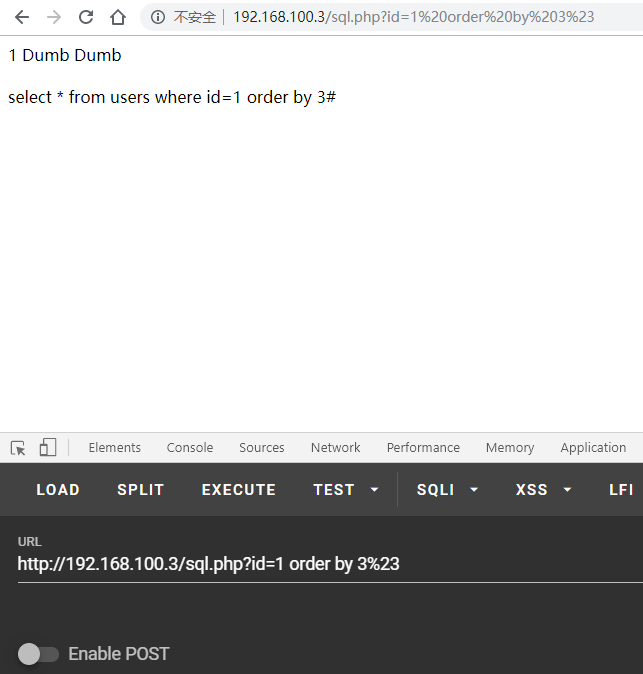 不安全 | 192.168.100.3/sql.php?id=1%20order%20by%203%23
1 Dumb Dumb
select * from users where id=1 order by 3#
Elements Console Sources Network Performance Memory Application
LOAD SPLIT EXECUTE TEST SQLI XSS LFI
URL
http://192.168.100.3/sql.php?id=1 order by 3%23
Enable POST